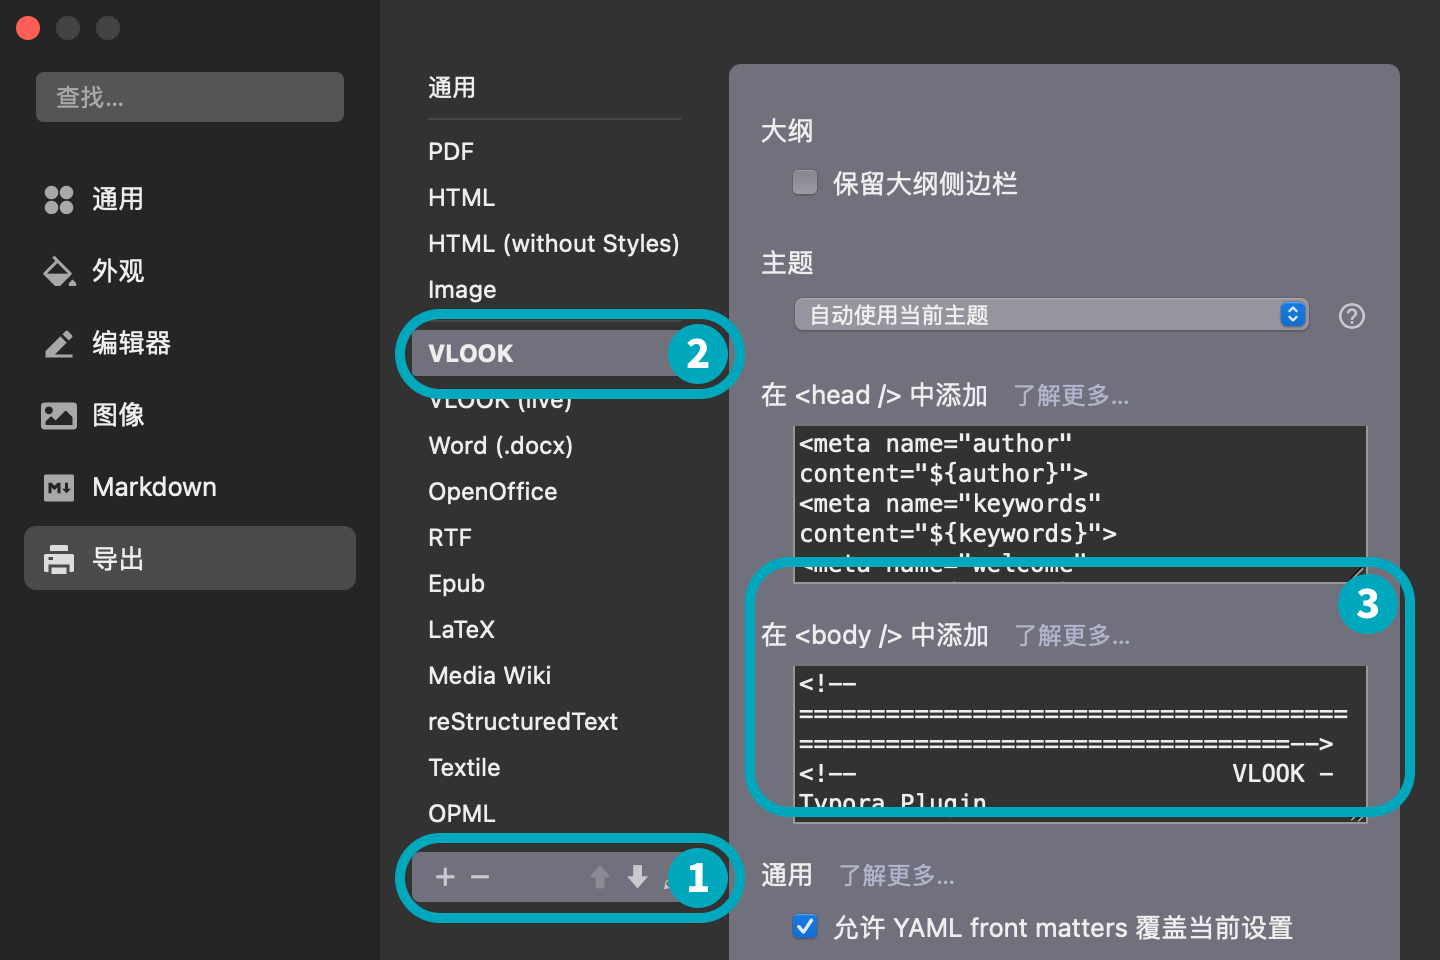 查找...
通用
外观
编辑器
图像
Markdown
导出
通用
PDF
HTML
HTML (without Styles)
Image
VLOOK
2
VLOOK (live)
Word (.docx)
OpenOffice
RTF
Epub
LaTeX
Media Wiki
reStructuredText
Textile
OPML
+ −
1
大纲
保留大纲侧边栏
主题
自动使用当前主题
在 <head /> 中添加 了解更多...
<meta name="author"
content="${author}">
<meta name="keywords"
content="${keywords}">
<meta name="welcome"
3
在 <body /> 中添加 了解更多...
<!--
======================================
==================================-->
<!-- VLOOK -
Typora Plugin
通用 了解更多...
允许 YAML front matters 覆盖当前设置